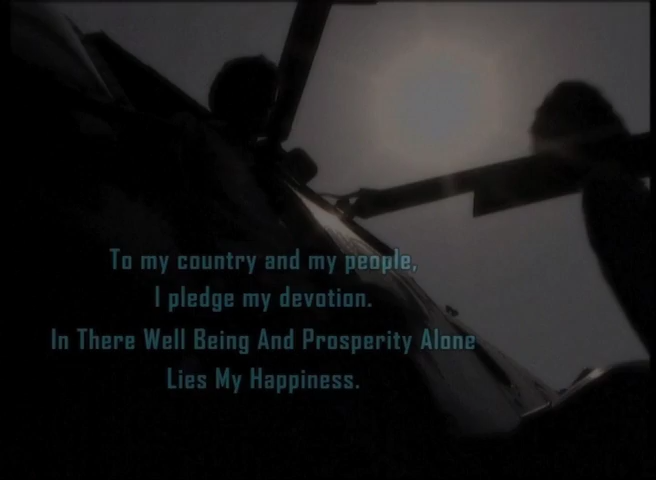 To my country and my people,
I pledge my devotion.
In There Well Being And Prosperity Alone
Lies My Happiness.